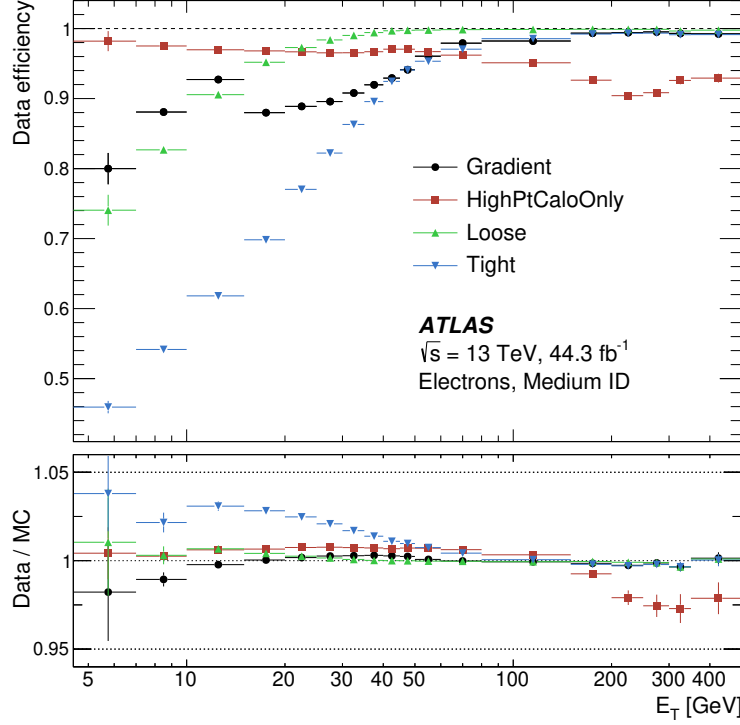 Data efficiency
1
0.9
0.8
0.7
0.6
0.5
Gradient
HighPtCaloOnly
Loose
Tight
ATLAS
√s = 13 TeV, 44.3 fb⁻¹
Electrons, Medium ID
Data / MC
1.05
1
0.95
5 10 20 30 40 50 100 200 300 400
E_T [GeV]